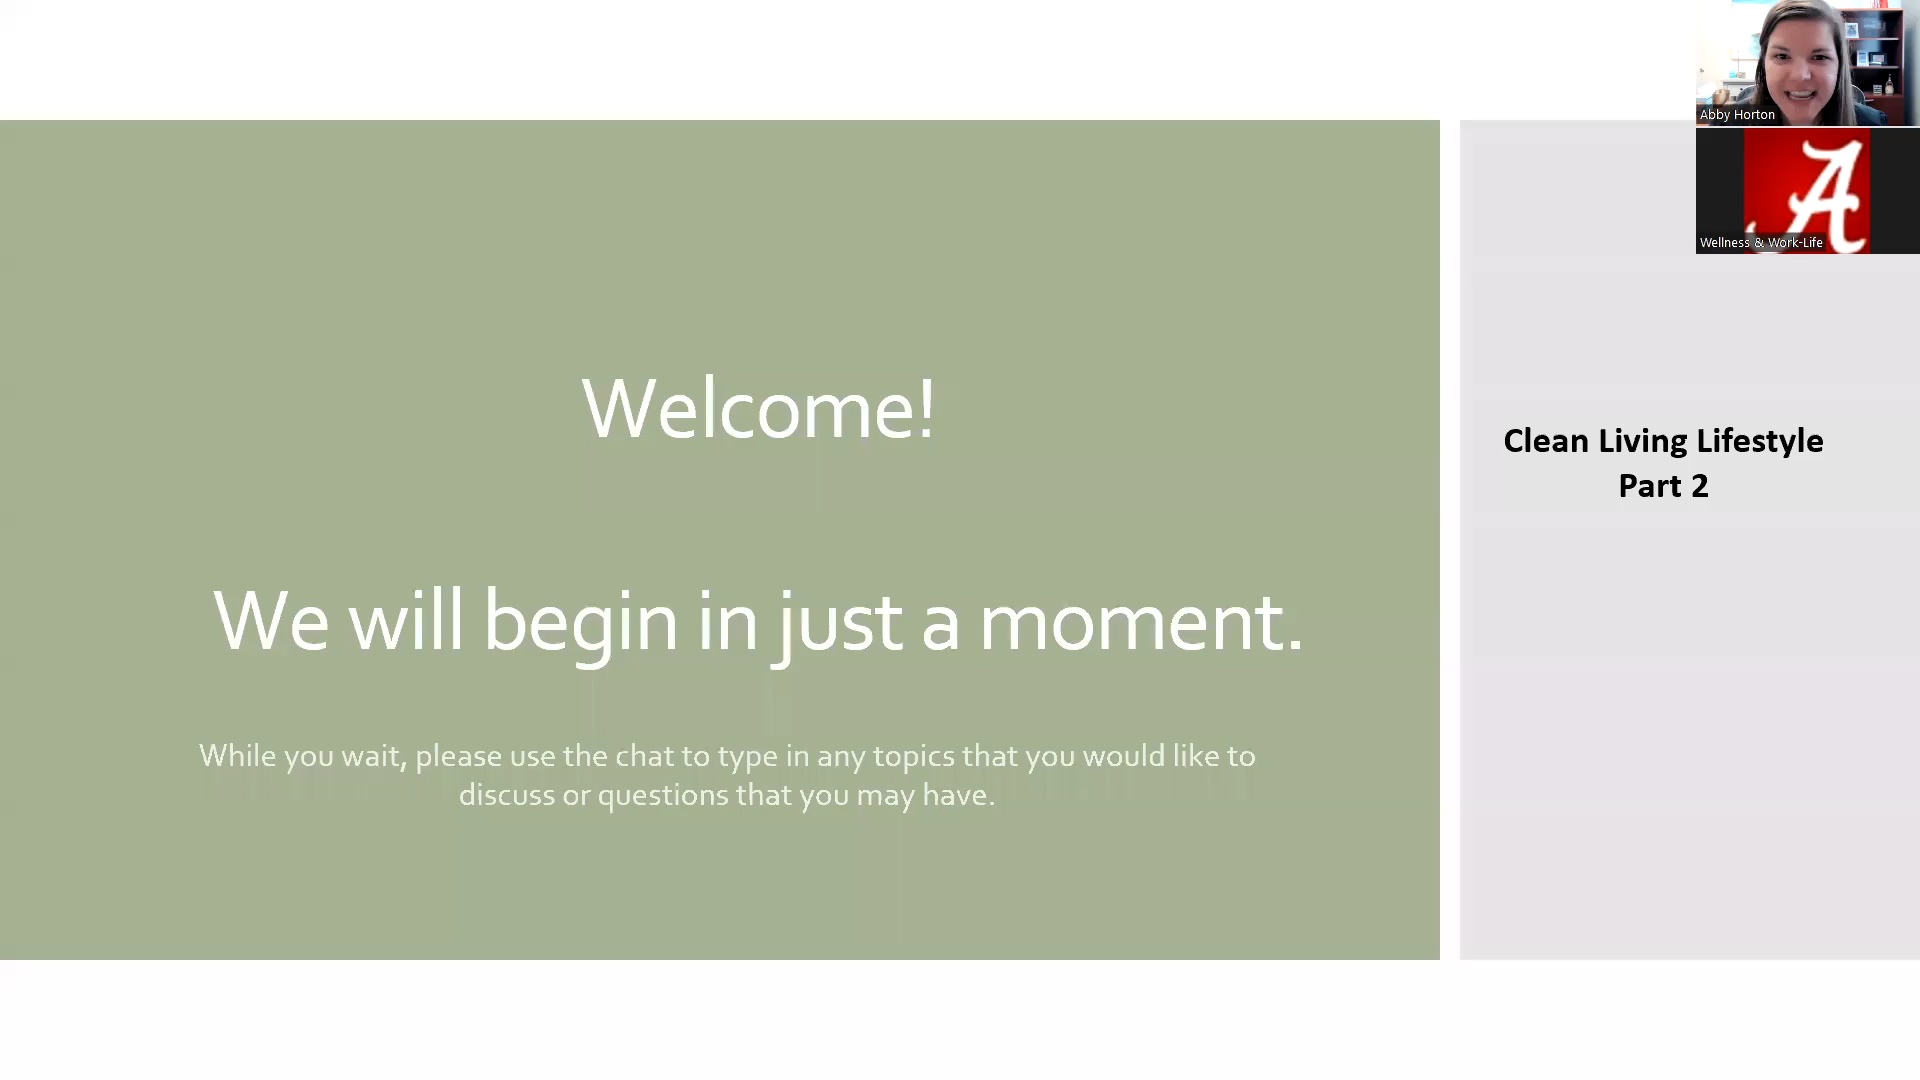 Welcome!
We will begin in just a moment.
While you wait, please use the chat to type in any topics that you would like to
discuss or questions that you may have.
Clean Living Lifestyle
Part 2
Abby Horton
A
Wellness & Work-Life